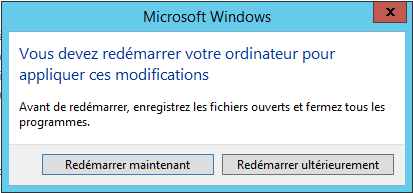 Microsoft Windows
x
Vous devez redémarrer votre ordinateur pour
appliquer ces modifications
Avant de redémarrer, enregistrez les fichiers ouverts et fermez tous les
programmes.
Redémarrer maintenant
Redémarrer ultérieurement